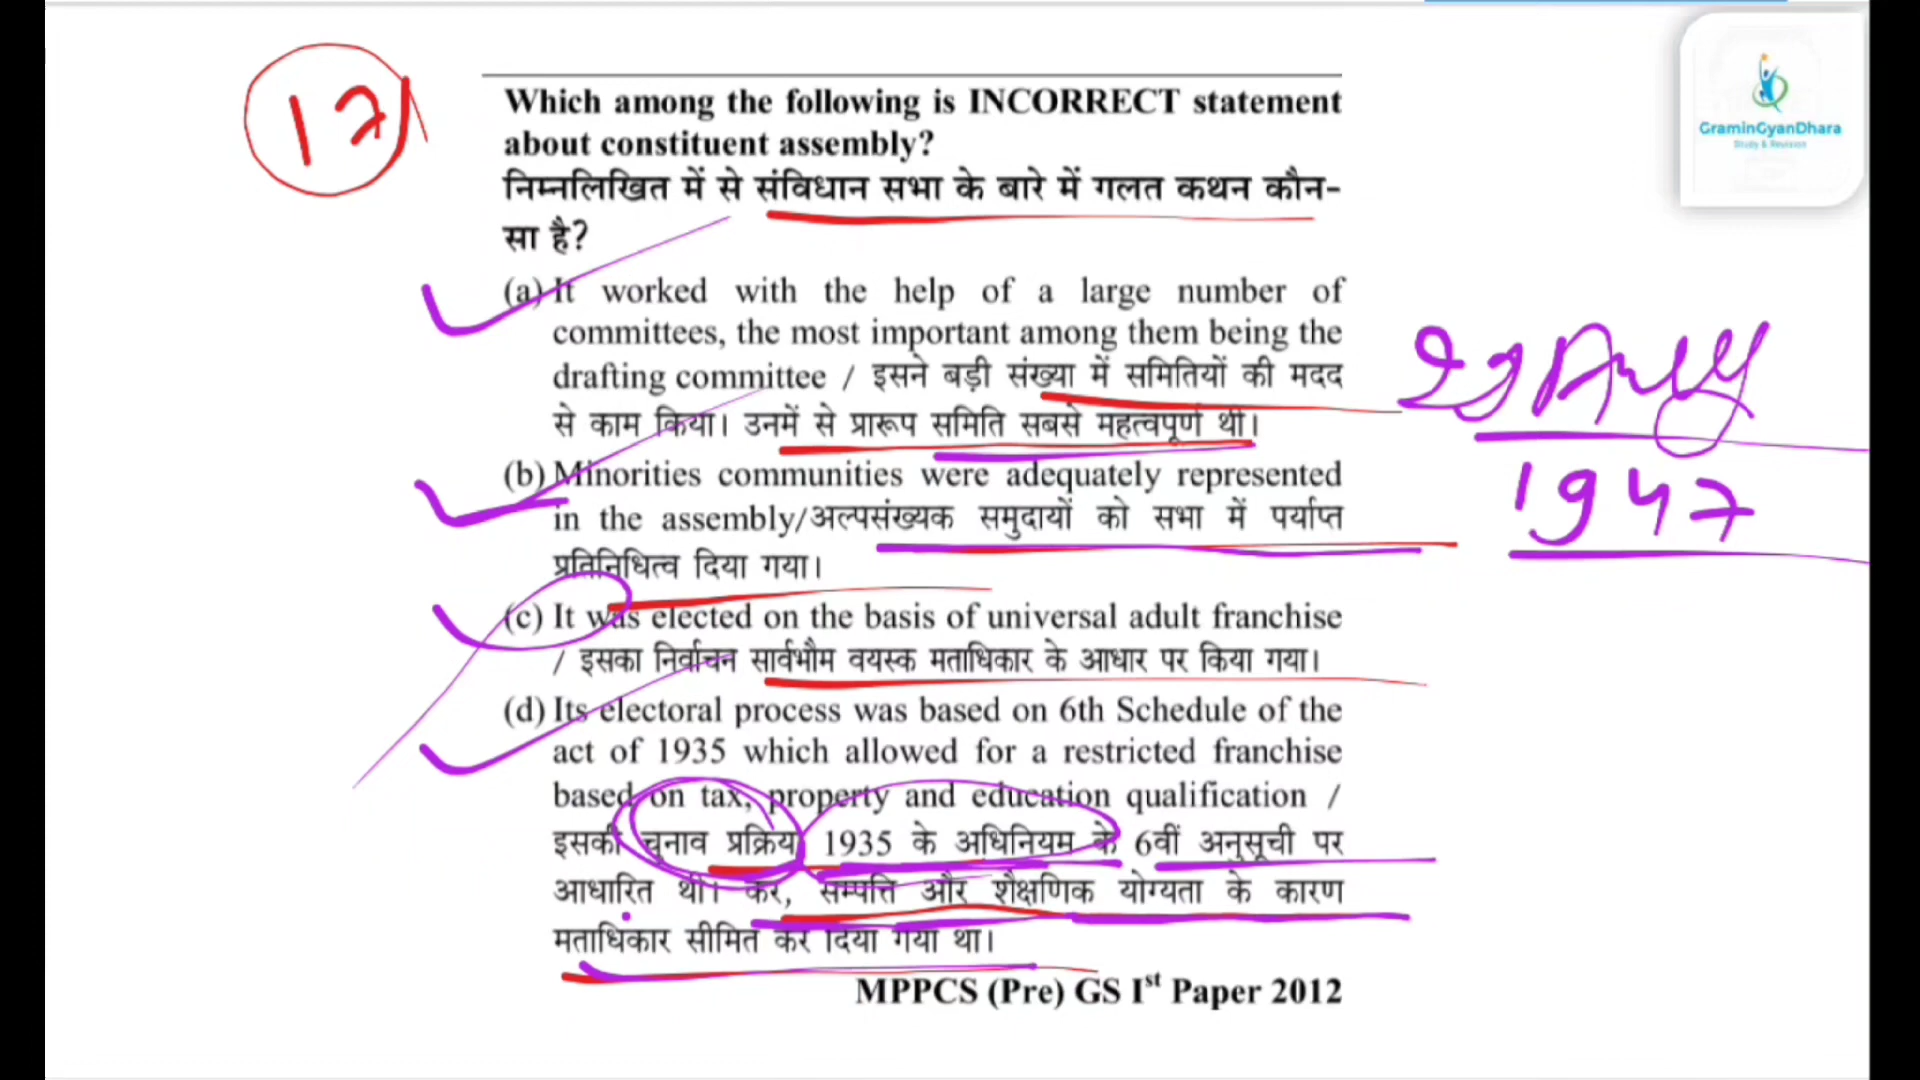 17
GraminGyanDhara
Study & Revision
Which among the following is INCORRECT statement
about constituent assembly?
निम्नलिखित में से संविधान सभा के बारे में गलत कथन कौन-
सा है?
(a) It worked with the help of a large number of
committees, the most important among them being the
drafting committee / इसने बड़ी संख्या में समितियों की मदद
से काम किया। उनमें से प्रारूप समिति सबसे महत्वपूर्ण थी।
(b) Minorities communities were adequately represented
in the assembly/अल्पसंख्यक समुदायों को सभा में पर्याप्त
प्रतिनिधित्व दिया गया।
(c) It was elected on the basis of universal adult franchise
/ इसका निर्वाचन सार्वभौम वयस्क मताधिकार के आधार पर किया गया।
(d) Its electoral process was based on 6th Schedule of the
act of 1935 which allowed for a restricted franchise
based on tax, property and education qualification /
इसकी चुनाव प्रक्रिया 1935 के अधिनियम के 6वीं अनुसूची पर
आधारित थी। कर, सम्पत्ति और शैक्षणिक योग्यता के कारण
मताधिकार सीमित कर दिया गया था।
MPPCS (Pre) GS Ist Paper 2012
1947